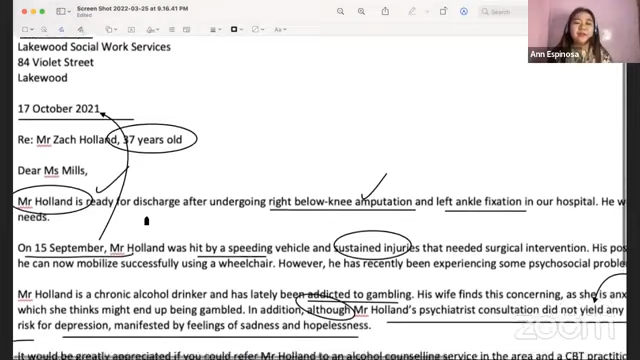 Screen Shot 2022-03-25 at 9.16.41 PM
Edited
Ann Espinosa
Lakewood Social Work Services
84 Violet Street
Lakewood
17 October 2021
Re: Mr Zach Holland, 37 years old
Dear Ms Mills,
Mr Holland is ready for discharge after undergoing right below-knee amputation and left ankle fixation in our hospital. He w
needs.
On 15 September, Mr Holland was hit by a speeding vehicle and sustained injuries that needed surgical intervention. His pos
he can now mobilize successfully using a wheelchair. However, he has recently been experiencing some psychosocial proble
Mr Holland is a chronic alcohol drinker and has lately been addicted to gambling. His wife finds this concerning, as she is anx
which she thinks might end up being gambled. In addition, although Mr Holland's psychiatrist consultation did not yield any
risk for depression, manifested by feelings of sadness and hopelessness.
It would be greatly appreciated if you could refer Mr Holland to an alcohol counselling service in the area and a CBT practition
zoom